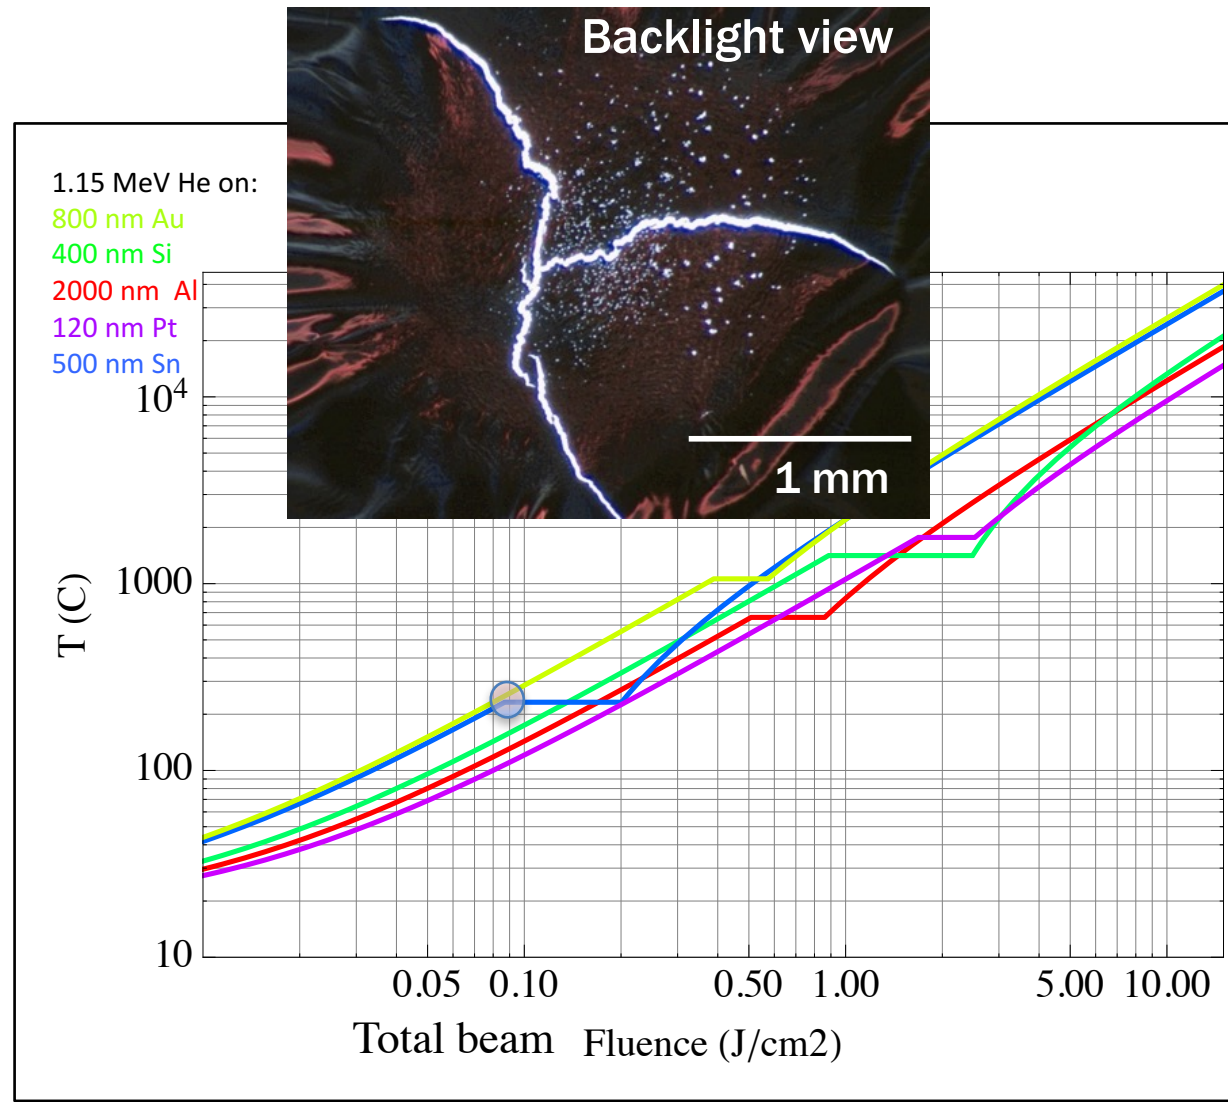 Backlight view
1 mm
1.15 MeV He on:
800 nm Au
400 nm Si
2000 nm  Al
120 nm Pt
500 nm Sn
10⁴
1000
100
10
T (C)
0.05 0.10 0.50 1.00 5.00 10.00
Total beam Fluence (J/cm2)